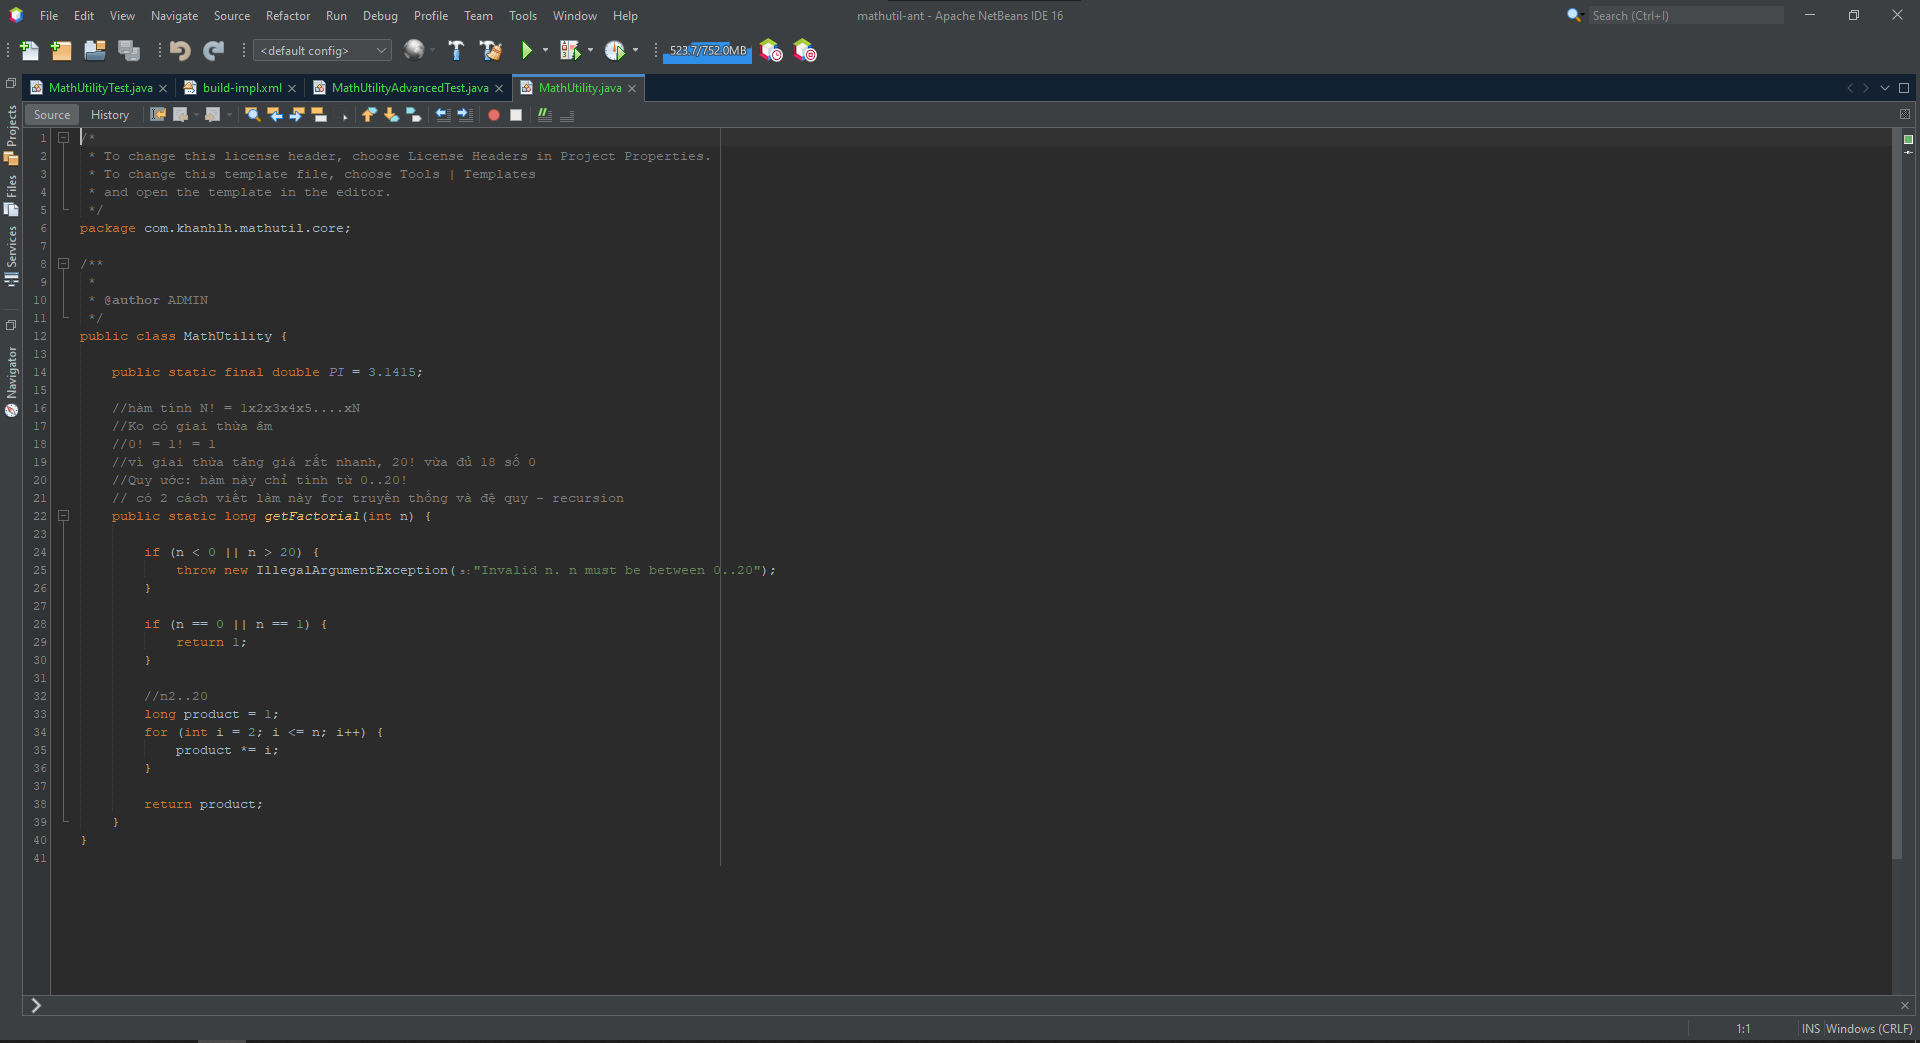 File Edit View Navigate Source Refactor Run Debug Profile Team Tools Window Help
mathutil-ant - Apache NetBeans IDE 16
Search (Ctrl+I)
<default config>
523.7/752.0MB
MathUtilityTest.java
build-impl.xml
MathUtilityAdvancedTest.java
MathUtility.java
Source History
Projects
Files
Services
Navigator
1 /*
2 * To change this license header, choose License Headers in Project Properties.
3 * To change this template file, choose Tools | Templates
4 * and open the template in the editor.
5 */
6 package com.khanhlh.mathutil.core;
7
8 /**
9 *
10 * @author ADMIN
11 */
12 public class MathUtility {
13
14 public static final double PI = 3.1415;
15
16 //hàm tính N! = 1x2x3x4x5....xN
17 //Ko có giai thừa âm
18 //0! = 1! = 1
19 //vì giai thừa tăng giá rất nhanh, 20! vừa đủ 18 số 0
20 //Quy ước: hàm này chỉ tính từ 0..20!
21 // có 2 cách viết làm này for truyền thống và đệ quy - recursion
22 public static long getFactorial(int n) {
23
24 if (n < 0 || n > 20) {
25 throw new IllegalArgumentException(s:"Invalid n. n must be between 0..20");
26 }
27
28 if (n == 0 || n == 1) {
29 return 1;
30 }
31
32 //n2..20
33 long product = 1;
34 for (int i = 2; i <= n; i++) {
35 product *= i;
36 }
37
38 return product;
39 }
40 }
41
1:1 INS Windows (CRLF)